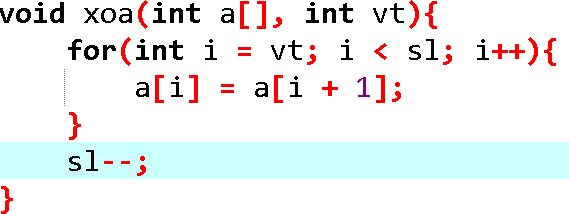 void xoa(int a[], int vt){
    for(int i = vt; i < sl; i++){
        a[i] = a[i + 1];
    }
    sl--;
}